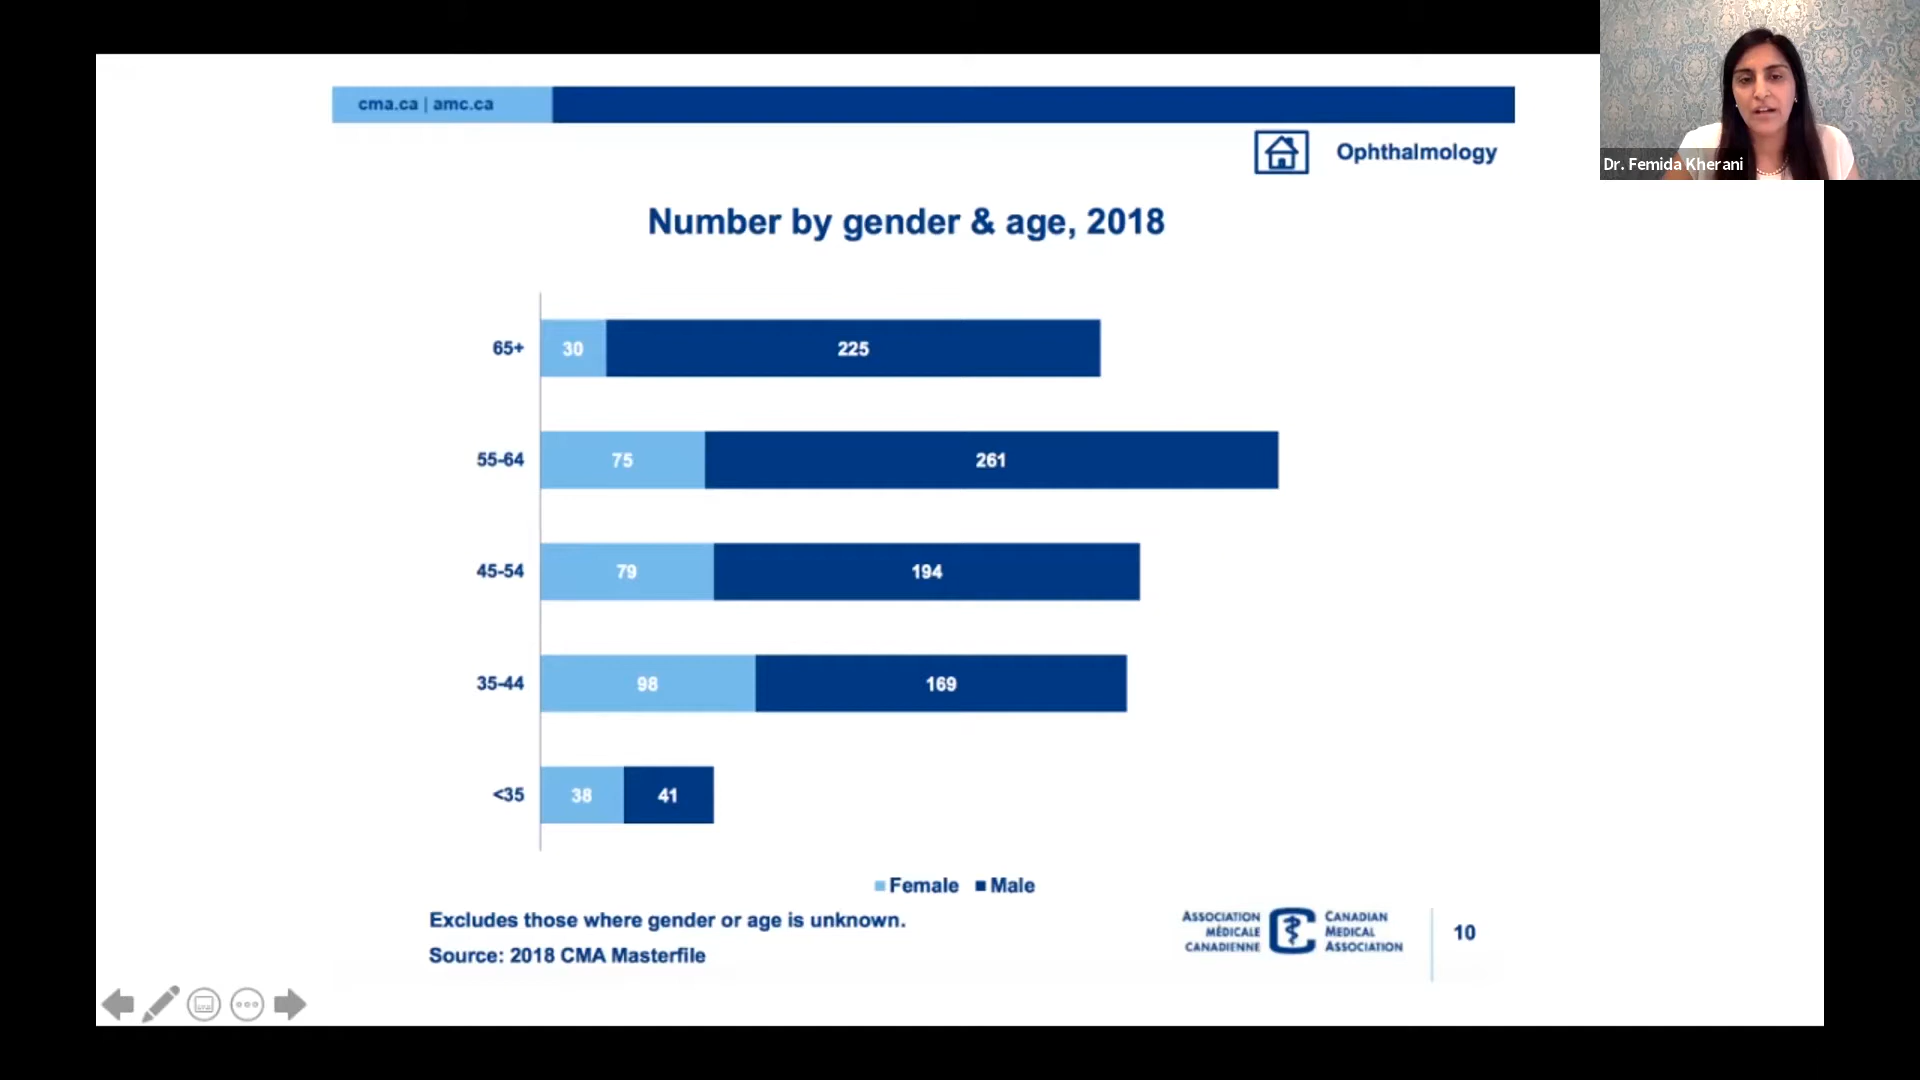 cma.ca | amc.ca
Dr. Femida Kherani
Ophthalmology
Number by gender & age, 2018
65+ 30 225
55-64 75 261
45-54 79 194
35-44 98 169
<35 38 41
Female Male
Excludes those where gender or age is unknown.
Source: 2018 CMA Masterfile
ASSOCIATION
MÉDICALE
CANADIENNE
CANADIAN
MEDICAL
ASSOCIATION
10